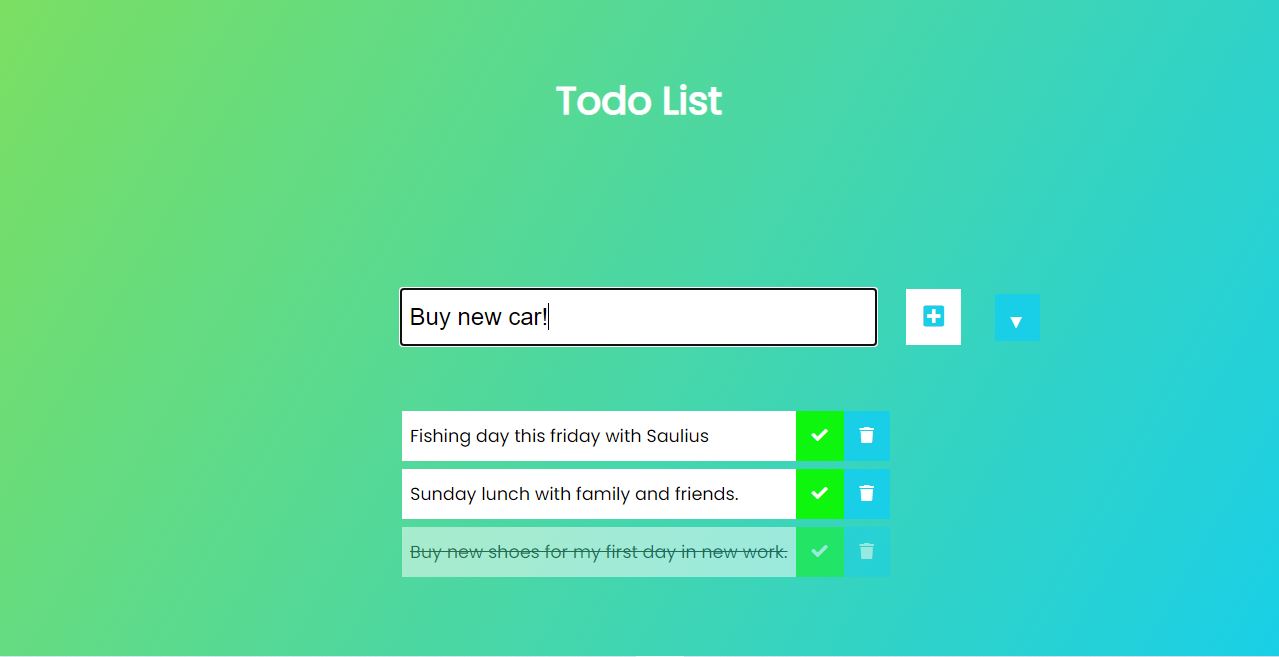 Todo List
Buy new car!
Fishing day this friday with Saulius
Sunday lunch with family and friends.
Buy new shoes for my first day in new work.